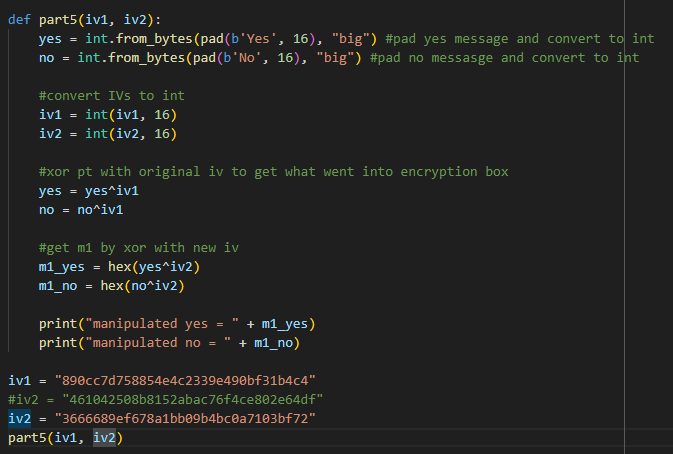 def part5(iv1, iv2):
    yes = int.from_bytes(pad(b'Yes', 16), "big") #pad yes message and convert to int
    no = int.from_bytes(pad(b'No', 16), "big") #pad no messasge and convert to int

    #convert IVs to int
    iv1 = int(iv1, 16)
    iv2 = int(iv2, 16)

    #xor pt with original iv to get what went into encryption box
    yes = yes^iv1
    no = no^iv1

    #get m1 by xor with new iv
    m1_yes = hex(yes^iv2)
    m1_no = hex(no^iv2)

    print("manipulated yes = " + m1_yes)
    print("manipulated no = " + m1_no)

iv1 = "890cc7d758854e4c2339e490bf31b4c4"
#iv2 = "461042508b8152abac76f4ce802e64df"
iv2 = "3666689ef678a1bb09b4bc0a7103bf72"
part5(iv1, iv2)